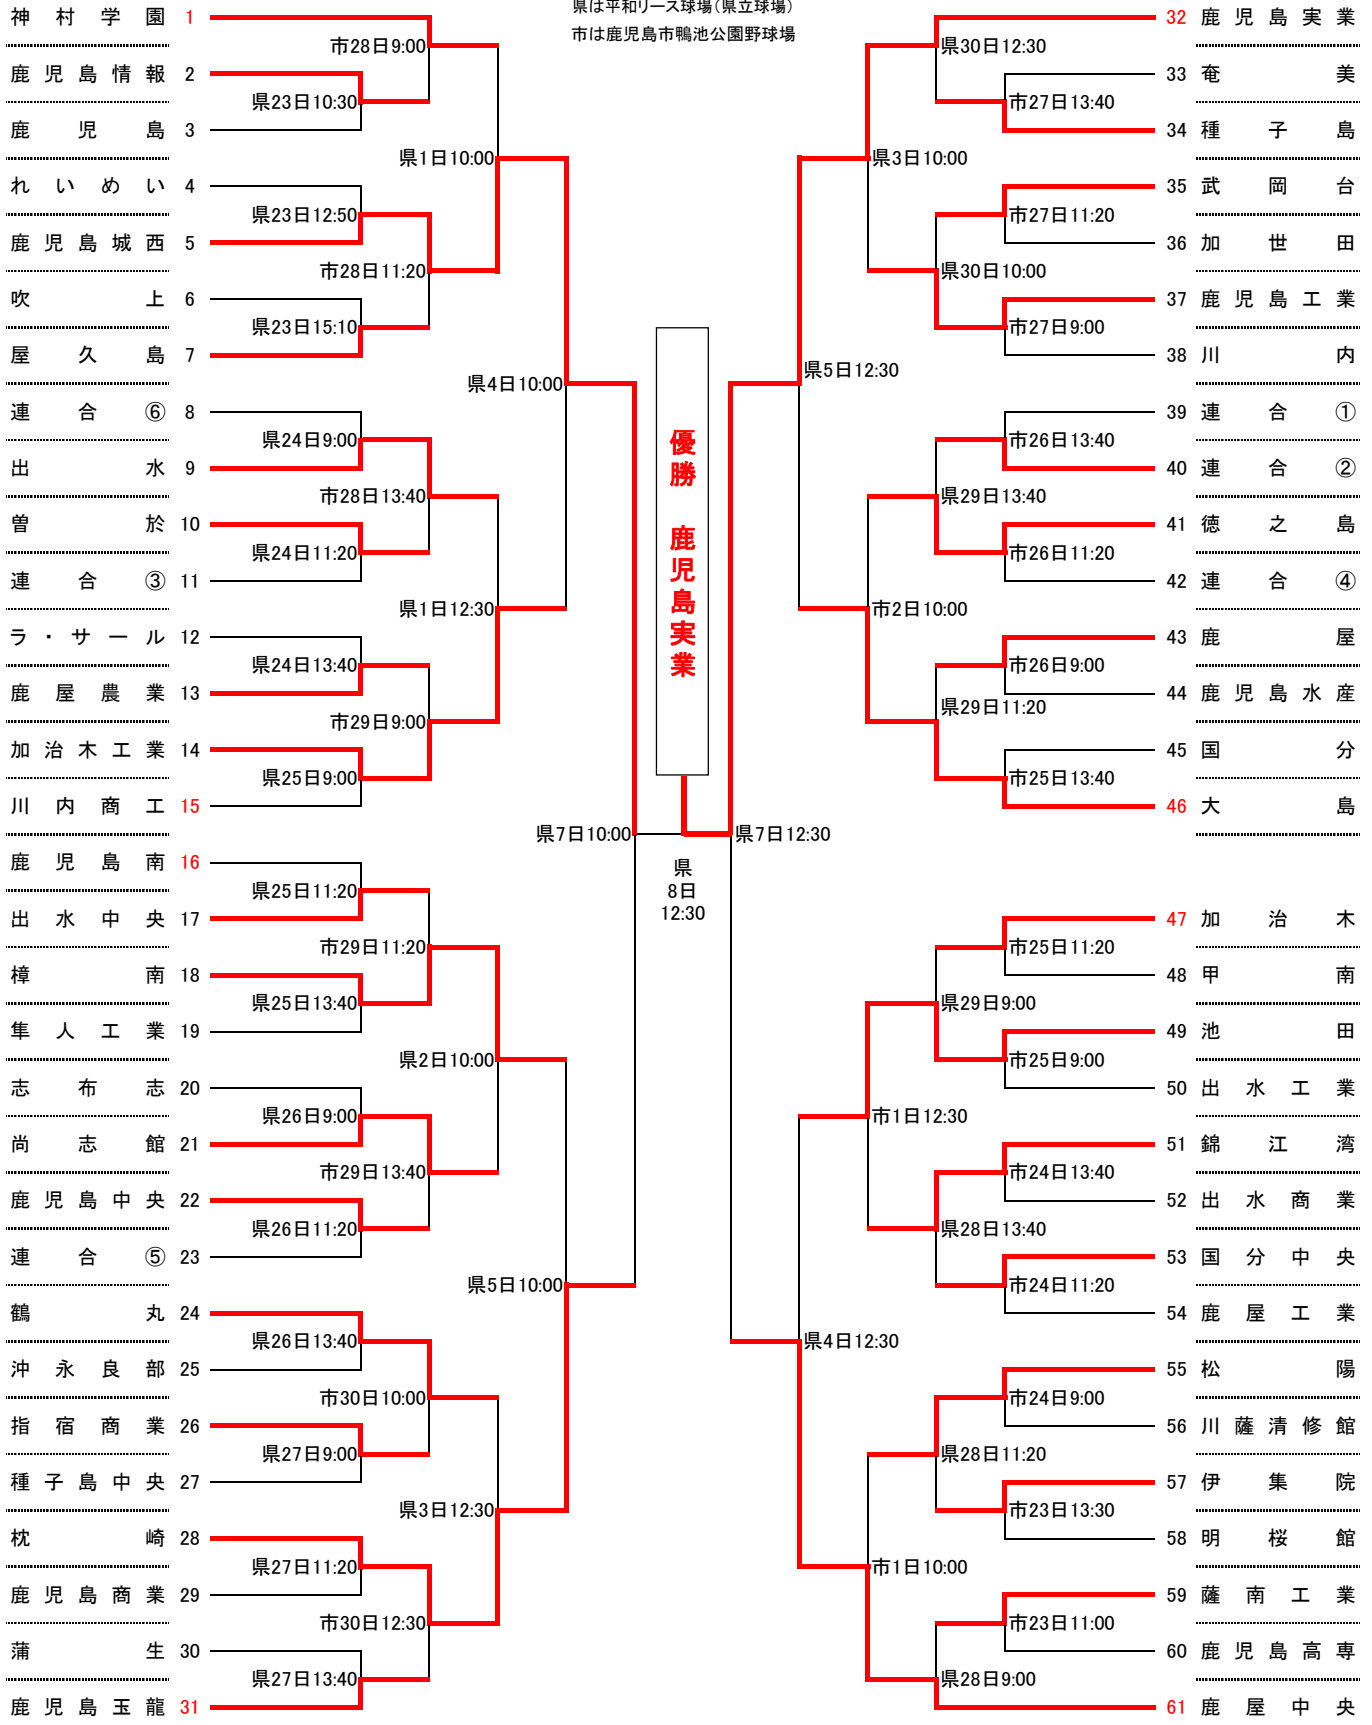 県は平和リース球場（県立球場）
市は鹿児島市鴨池公園野球場
神村学園 1
市28日9:00
鹿児島情報 2
県23日10:30
鹿児島 3
県1日10:00
れいめい 4
県23日12:50
鹿児島城西 5
市28日11:20
吹上 6
県23日15:10
屋久島 7
県4日10:00
連合⑥ 8
県24日9:00
出水 9
市28日13:40
曽於 10
県24日11:20
連合③ 11
県1日12:30
ラ・サール 12
県24日13:40
鹿屋農業 13
市29日9:00
加治木工業 14
県25日9:00
川内商工 15
県7日10:00
鹿児島南 16
県25日11:20
出水中央 17
市29日11:20
樟南 18
県25日13:40
隼人工業 19
県2日10:00
志布志 20
県26日9:00
尚志館 21
市29日13:40
鹿児島中央 22
県26日11:20
連合⑤ 23
県5日10:00
鶴丸 24
県26日13:40
沖永良部 25
市30日10:00
指宿商業 26
県27日9:00
種子島中央 27
県3日12:30
枕崎 28
県27日11:20
鹿児島商業 29
市30日12:30
蒲生 30
県27日13:40
鹿児島玉龍 31
優勝 鹿児島実業
県
8日
12:30
32 鹿児島実業
県30日12:30
33 奄美
市27日13:40
34 種子島
県3日10:00
35 武岡台
市27日11:20
36 加世田
県30日10:00
37 鹿児島工業
市27日9:00
38 川内
県5日12:30
39 連合①
市26日13:40
40 連合②
県29日13:40
41 徳之島
市26日11:20
42 連合④
市2日10:00
43 鹿屋
市26日9:00
44 鹿児島水産
県29日11:20
45 国分
市25日13:40
46 大島
県7日12:30
47 加治木
市25日11:20
48 甲南
県29日9:00
49 池田
市25日9:00
50 出水工業
市1日12:30
51 錦江湾
市24日13:40
52 出水商業
県28日13:40
53 国分中央
市24日11:20
54 鹿屋工業
県4日12:30
55 松陽
市24日9:00
56 川薩清修館
県28日11:20
57 伊集院
市23日13:30
58 明桜館
市1日10:00
59 薩南工業
市23日11:00
60 鹿児島高専
県28日9:00
61 鹿屋中央